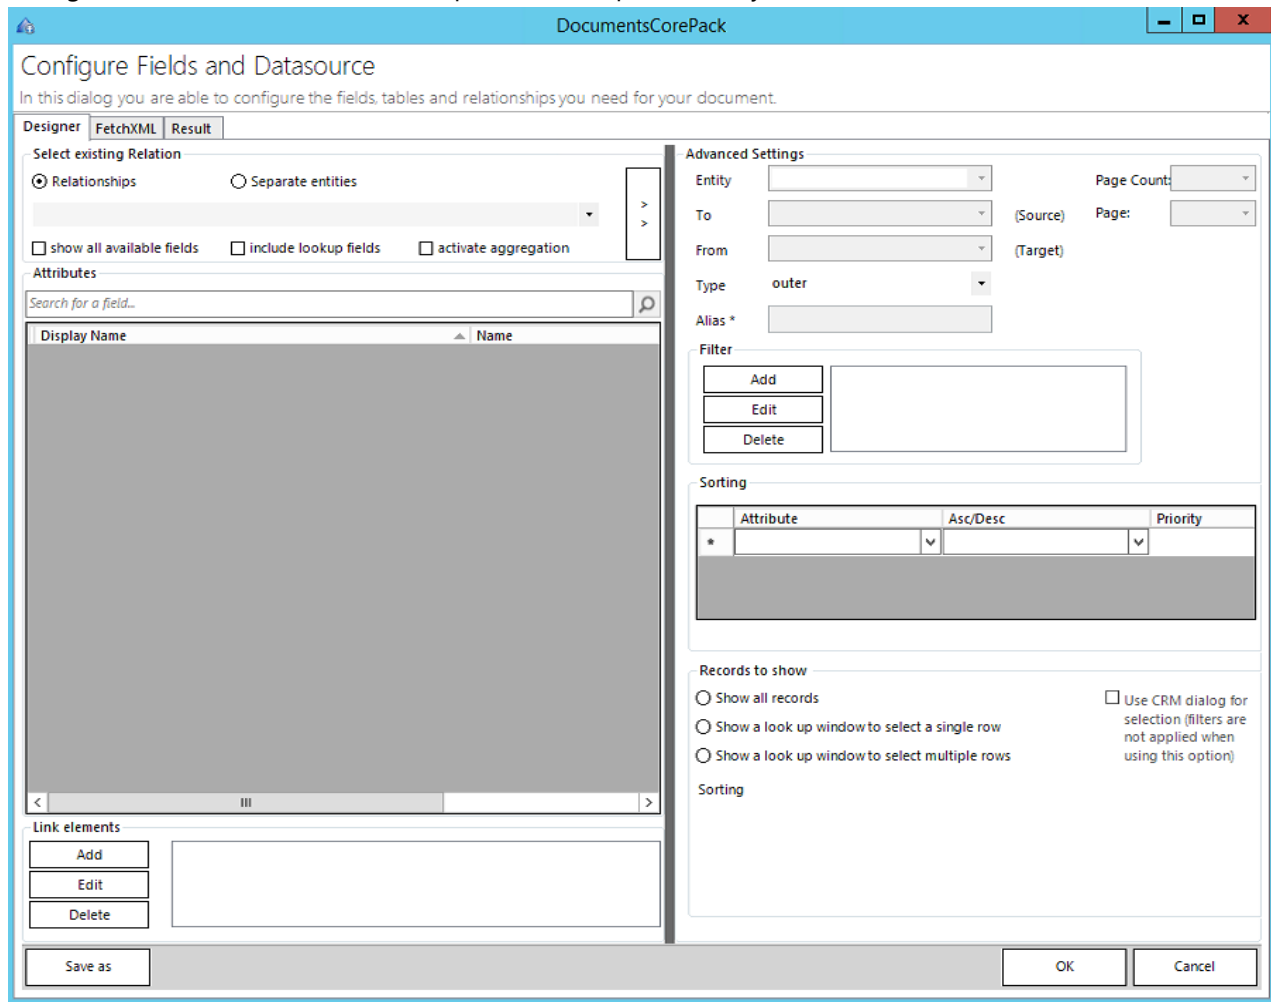 DocumentsCorePack
Configure Fields and Datasource
In this dialog you are able to configure the fields, tables and relationships you need for your document.
Designer FetchXML Result
Select existing Relation
Relationships Separate entities
>
>
show all available fields include lookup fields activate aggregation
Attributes
Search for a field...
Display Name Name
Link elements
Add
Edit
Delete
Advanced Settings
Entity Page Count:
To (Source) Page:
From (Target)
Type outer
Alias *
Filter
Add
Edit
Delete
Sorting
Attribute Asc/Desc Priority
*
Records to show
Show all records
Show a look up window to select a single row
Show a look up window to select multiple rows
Use CRM dialog for
selection (filters are
not applied when
using this option)
Sorting
Save as OK Cancel